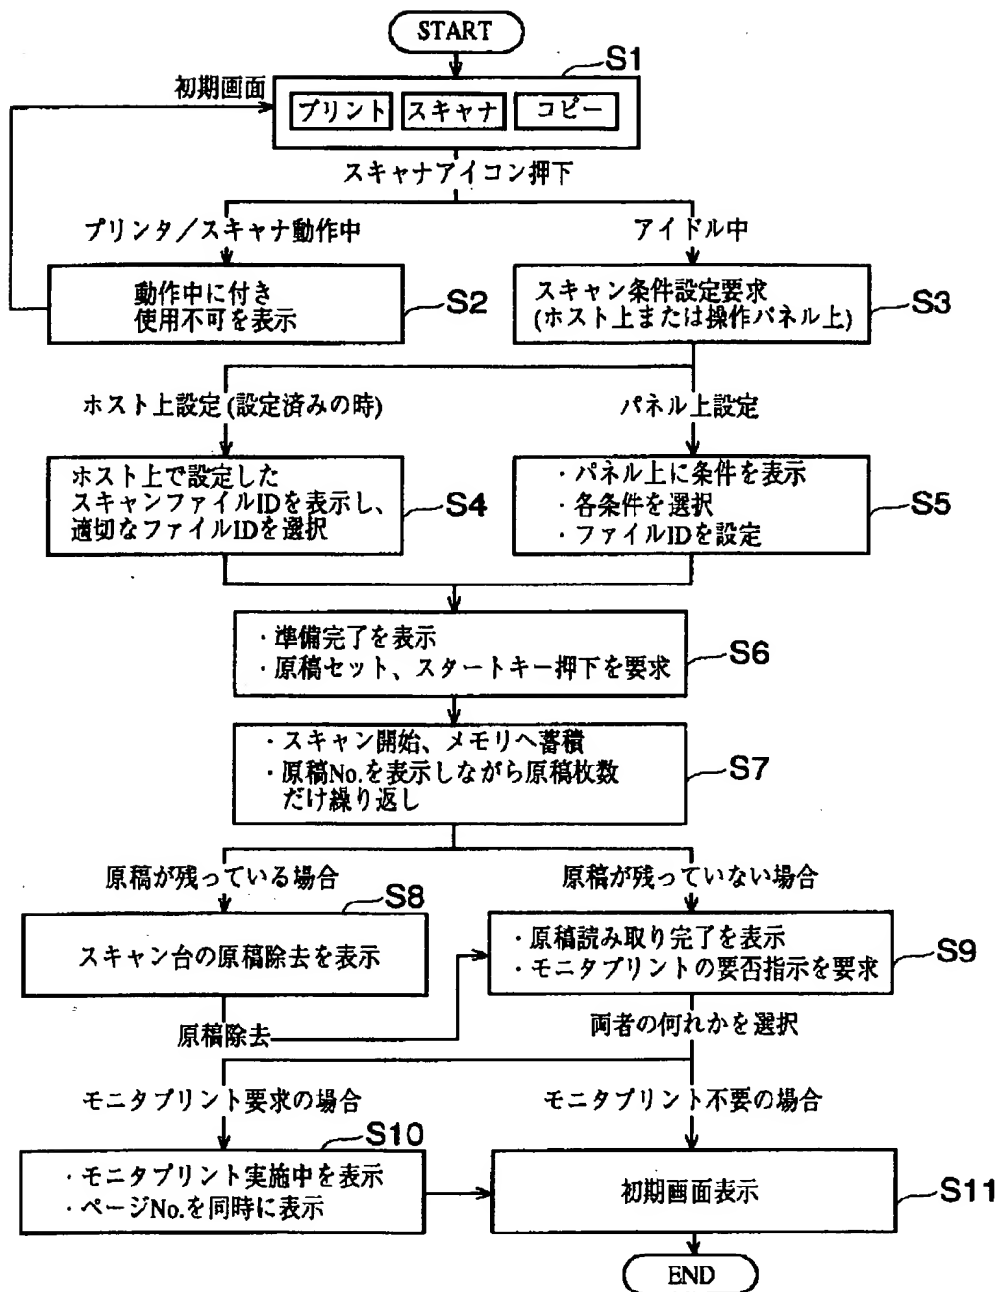 START
S1
初期画面
プリント スキャナ コピー
スキャナアイコン押下
プリンタ/スキャナ動作中
アイドル中
動作中に付き
使用不可を表示
S2
スキャン条件設定要求
(ホスト上または操作パネル上)
S3
ホスト上設定(設定済みの時)
パネル上設定
ホスト上で設定した
スキャンファイルIDを表示し、
適切なファイルIDを選択
S4
・パネル上に条件を表示
・各条件を選択
・ファイルIDを設定
S5
・準備完了を表示
・原稿セット、スタートキー押下を要求
S6
・スキャン開始、メモリへ蓄積
・原稿No.を表示しながら原稿枚数
だけ繰り返し
S7
原稿が残っている場合
原稿が残っていない場合
S8
スキャン台の原稿除去を表示
・原稿読み取り完了を表示
・モニタプリントの要否指示を要求
S9
原稿除去
両者の何れかを選択
モニタプリント要求の場合
モニタプリント不要の場合
S10
・モニタプリント実施中を表示
・ページNo.を同時に表示
初期画面表示
S11
END